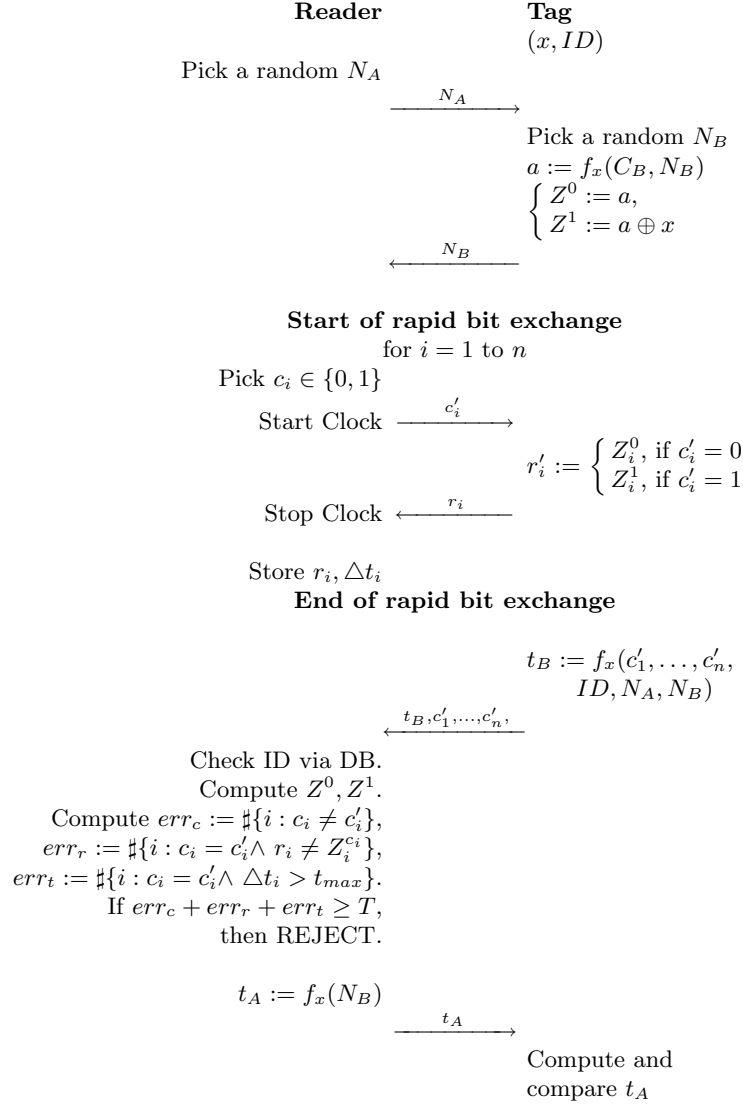 Reader Tag
(x, ID)
Pick a random N_A
N_A
Pick a random N_B
a := f_x(C_B, N_B)
{ Z^0 := a,
Z^1 := a ⊕ x
N_B
Start of rapid bit exchange
for i = 1 to n
Pick c_i ∈ {0, 1}
Start Clock c′_i
r′_i := { Z^0_i, if c′_i = 0
Z^1_i, if c′_i = 1
Stop Clock r_i
Store r_i, △t_i
End of rapid bit exchange
t_B := f_x(c′_1, . . . , c′_n,
ID, N_A, N_B)
t_B,c′_1,...,c′_n,
Check ID via DB.
Compute Z^0, Z^1.
Compute err_c := ♯{i : c_i ≠ c′_i},
err_r := ♯{i : c_i = c′_i∧ r_i ≠ Z^{c_i}_i},
err_t := ♯{i : c_i = c′_i∧ △t_i > t_max}.
If err_c + err_r + err_t ≥ T,
then REJECT.
t_A := f_x(N_B)
t_A
Compute and
compare t_A